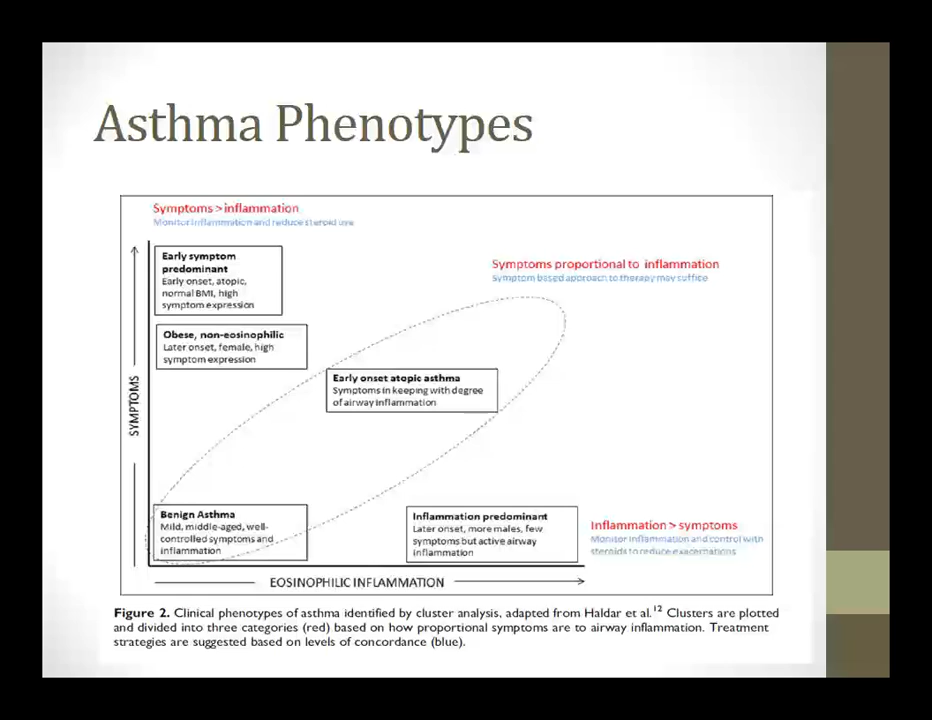 Asthma Phenotypes
Symptoms > inflammation
Monitor inflammation and reduce steroid use
Early symptom
predominant
Early onset, atopic,
normal BMI, high
symptom expression
Symptoms proportional to inflammation
Symptom based approach to therapy may suffice
Obese, non-eosinophilic
Later onset, female, high
symptom expression
Early onset atopic asthma
Symptoms in keeping with degree
of airway inflammation
SYMPTOMS
Benign Asthma
Mild, middle-aged, well-
controlled symptoms and
inflammation
Inflammation predominant
Later onset, more males, few
symptoms but active airway
inflammation
Inflammation > symptoms
Monitor inflammation and control with
steroids to reduce exacerbations
EOSINOPHILIC INFLAMMATION
Figure 2. Clinical phenotypes of asthma identified by cluster analysis, adapted from Haldar et al.12 Clusters are plotted
and divided into three categories (red) based on how proportional symptoms are to airway inflammation. Treatment
strategies are suggested based on levels of concordance (blue).